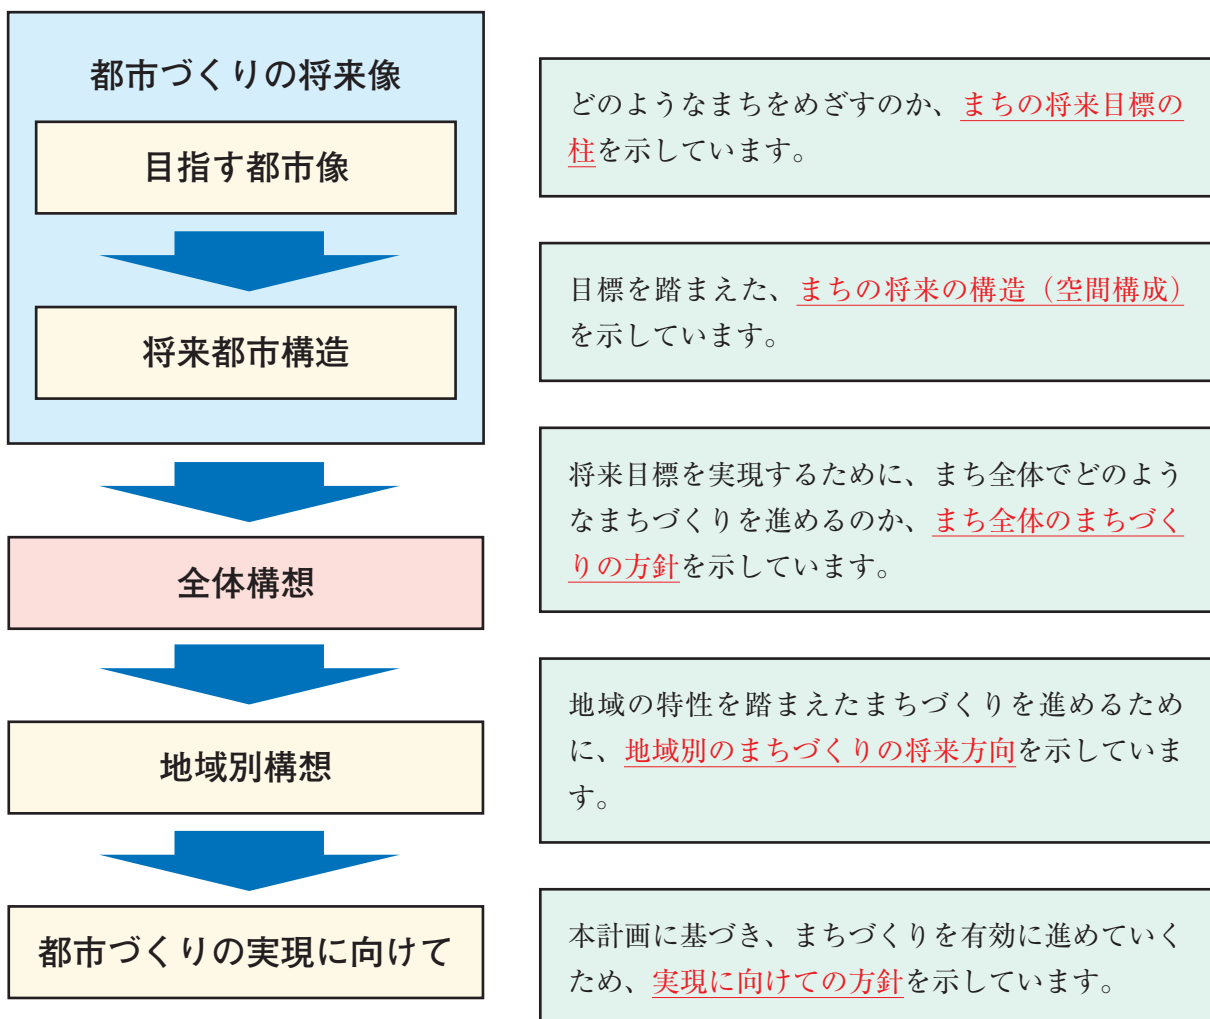 都市づくりの将来像
目指す都市像
どのようなまちをめざすのか、まちの将来目標の
柱を示しています。
将来都市構造
目標を踏まえた、まちの将来の構造（空間構成）
を示しています。
全体構想
将来目標を実現するために、まち全体でどのよう
なまちづくりを進めるのか、まち全体のまちづく
りの方針を示しています。
地域別構想
地域の特性を踏まえたまちづくりを進めるため
に、地域別のまちづくりの将来方向を示していま
す。
都市づくりの実現に向けて
本計画に基づき、まちづくりを有効に進めていく
ため、実現に向けての方針を示しています。